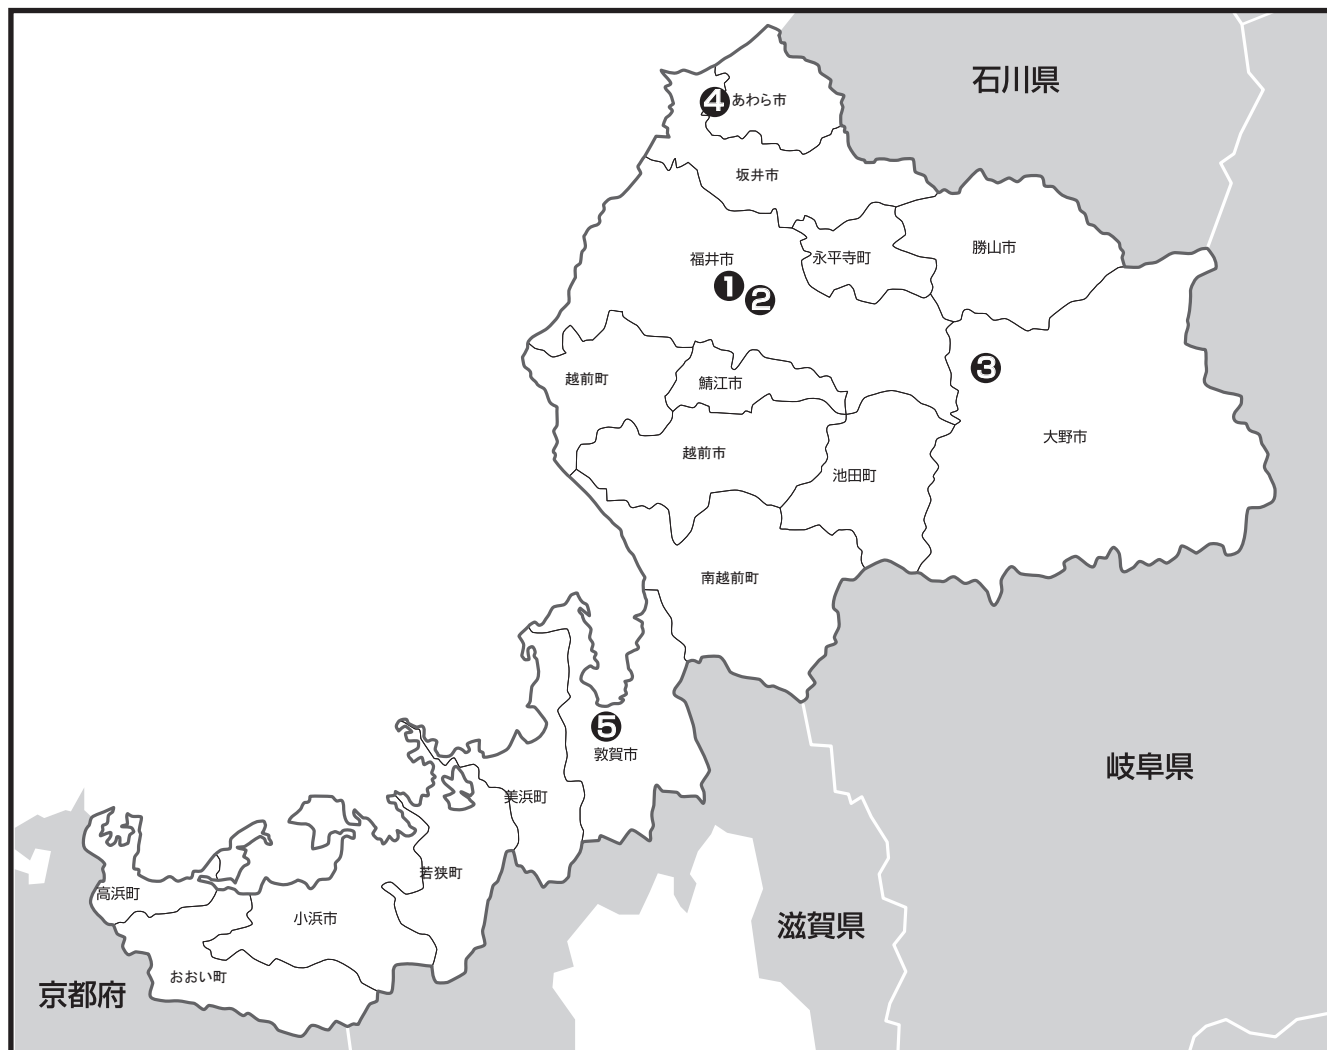 石川県
④
あわら市
坂井市
福井市
永平寺町
勝山市
①
②
③
越前町
鯖江市
大野市
越前市
池田町
南越前町
⑤
敦賀市
岐阜県
美浜町
若狭町
高浜町
小浜市
滋賀県
おおい町
京都府